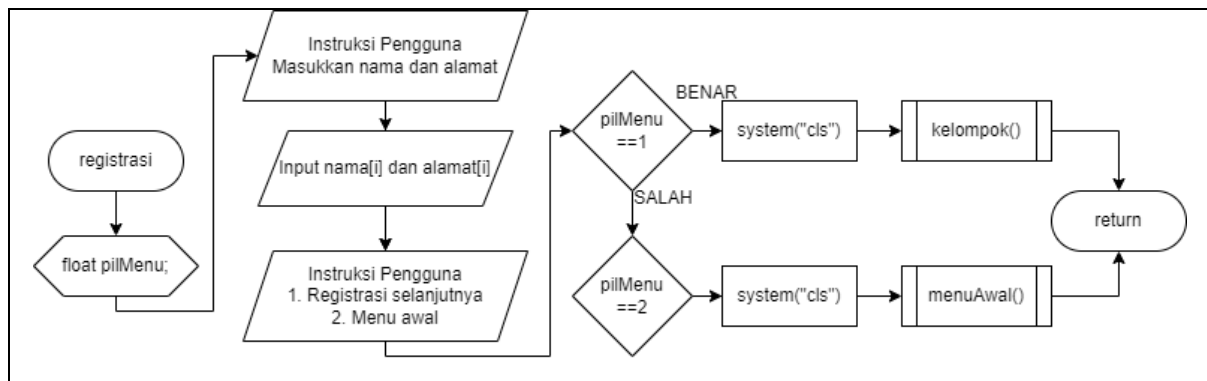 registrasi
float pilMenu;
Instruksi Pengguna
Masukkan nama dan alamat
Input nama[i] dan alamat[i]
Instruksi Pengguna
1. Registrasi selanjutnya
2. Menu awal
pilMenu
==1
BENAR
system("cls")
kelompok()
SALAH
pilMenu
==2
system("cls")
menuAwal()
return